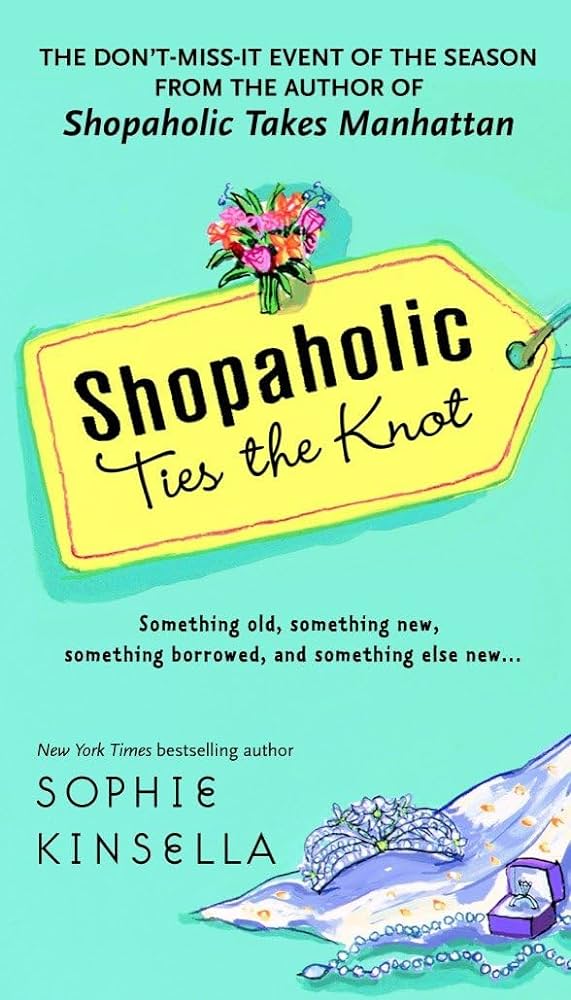 THE DON'T-MISS-IT EVENT OF THE SEASON
FROM THE AUTHOR OF
Shopaholic Takes Manhattan
Shopaholic
Ties the Knot
Something old, something new,
something borrowed, and something else new...
New York Times bestselling author
SOPHIE
KINSELLA